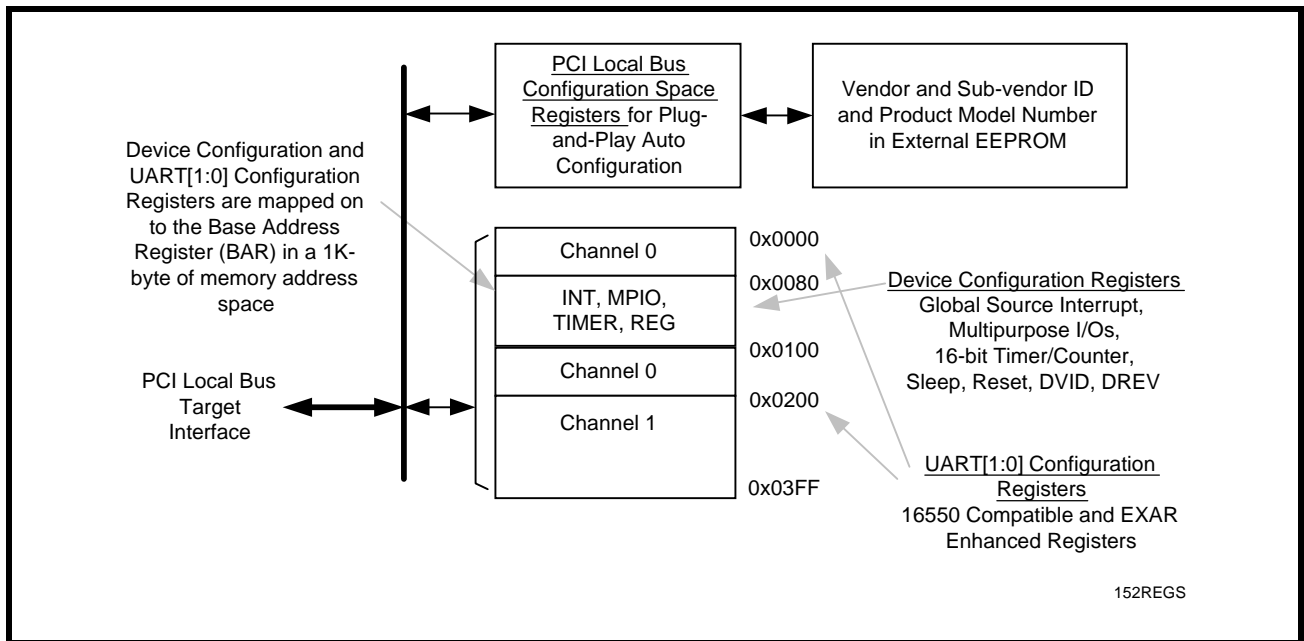 PCI Local Bus
Configuration Space
Registers for Plug-
and-Play Auto
Configuration
Vendor and Sub-vendor ID
and Product Model Number
in External EEPROM
Device Configuration and
UART[1:0] Configuration
Registers are mapped on
to the Base Address
Register (BAR) in a 1K-
byte of memory address
space
PCI Local Bus
Target
Interface
Channel 0
INT, MPIO,
TIMER, REG
Channel 0
Channel 1
0x0000
0x0080
0x0100
0x0200
0x03FF
Device Configuration Registers
Global Source Interrupt,
Multipurpose I/Os,
16-bit Timer/Counter,
Sleep, Reset, DVID, DREV
UART[1:0] Configuration
Registers
16550 Compatible and EXAR
Enhanced Registers
152REGS